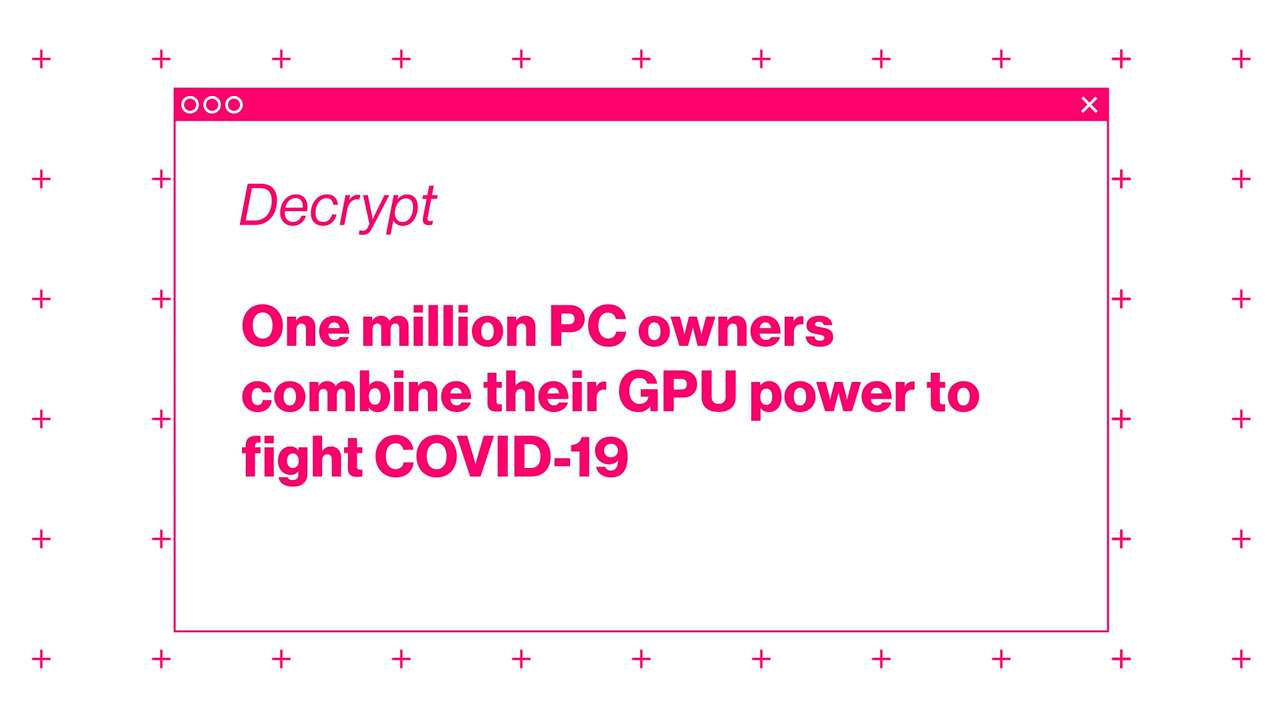 Decrypt
One million PC owners
combine their GPU power to
fight COVID-19